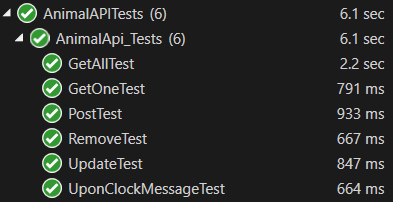 AnimalAPITests (6) 6.1 sec
AnimalApi_Tests (6) 6.1 sec
GetAllTest 2.2 sec
GetOneTest 791 ms
PostTest 933 ms
RemoveTest 667 ms
UpdateTest 847 ms
UponClockMessageTest 664 ms